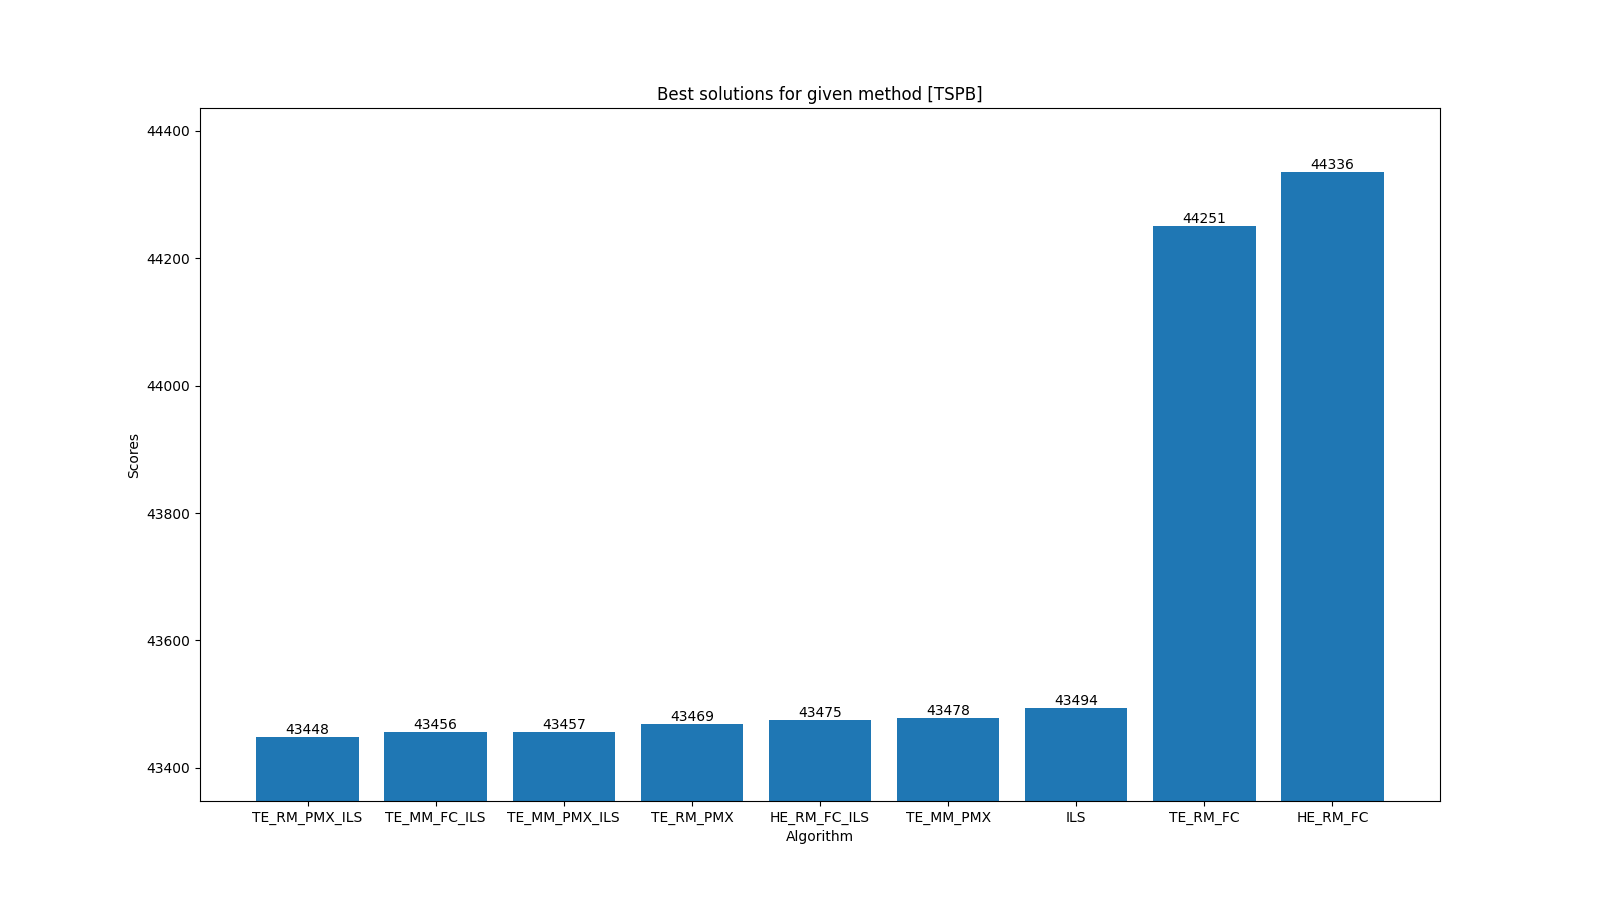 Best solutions for given method [TSPB]
44400
44200
44000
43800
43600
43400
Scores
43448
43456
43457
43469
43475
43478
43494
44251
44336
TE_RM_PMX_ILS
TE_MM_FC_ILS
TE_MM_PMX_ILS
TE_RM_PMX
HE_RM_FC_ILS
TE_MM_PMX
ILS
TE_RM_FC
HE_RM_FC
Algorithm